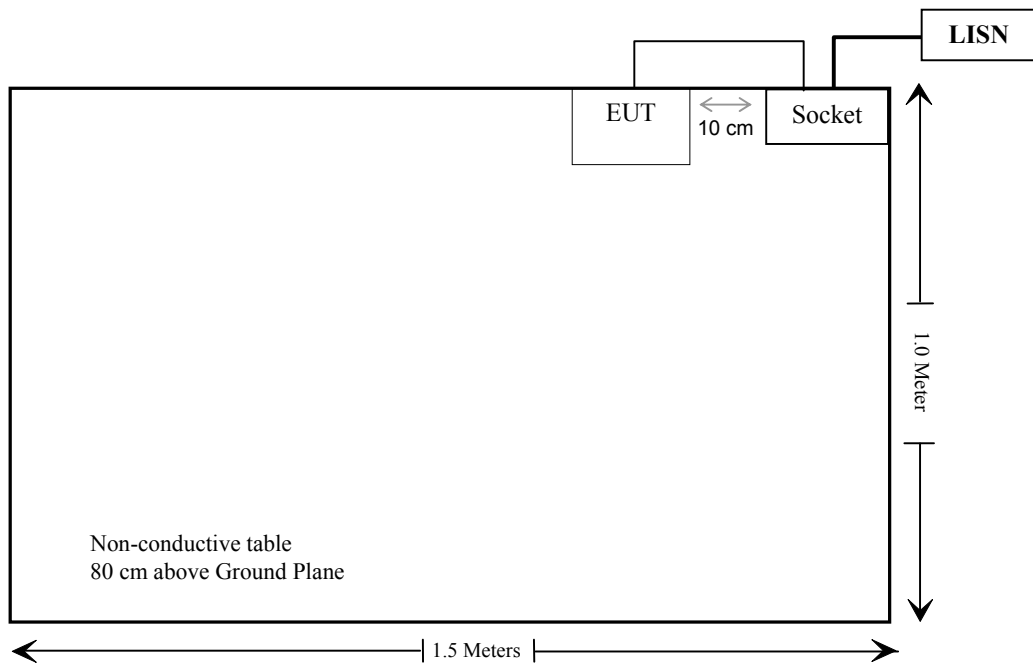 LISN
EUT
Socket
10 cm
1.0 Meter
Non-conductive table
80 cm above Ground Plane
1.5 Meters